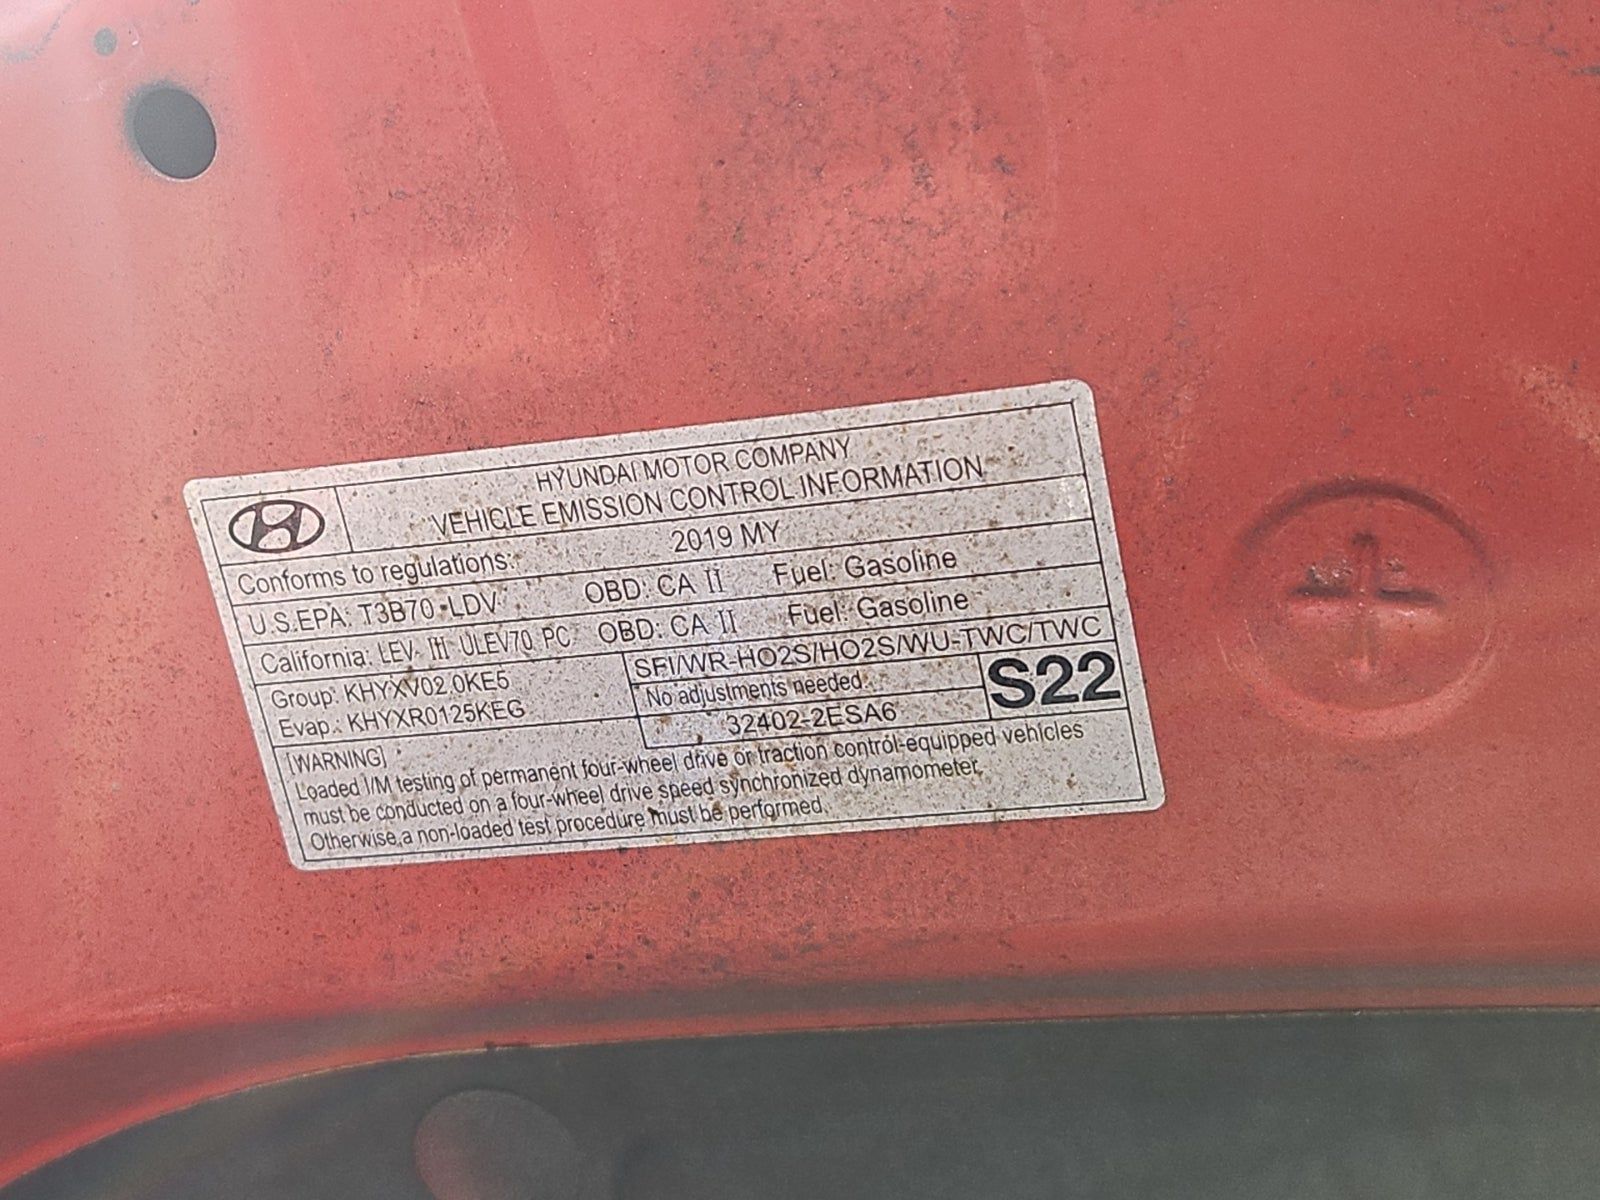 HYUNDAI MOTOR COMPANY
VEHICLE EMISSION CONTROL INFORMATION
Conforms to regulations: 2019 MY
U.S.EPA: T3B70 LDV OBD: CA II Fuel: Gasoline
California: LEV III ULEV70 PC OBD: CA II Fuel: Gasoline
Group: KHYXV02.0KE5
Evap.: KHYXR0125KEG
SFI/WR-HO2S/HO2S/WU-TWC/TWC
No adjustments needed.
32402-2ESA6
S22
[WARNING]
Loaded I/M testing of permanent four-wheel drive or traction control-equipped vehicles
must be conducted on a four-wheel drive speed synchronized dynamometer.
Otherwise,a non-loaded test procedure must be performed.